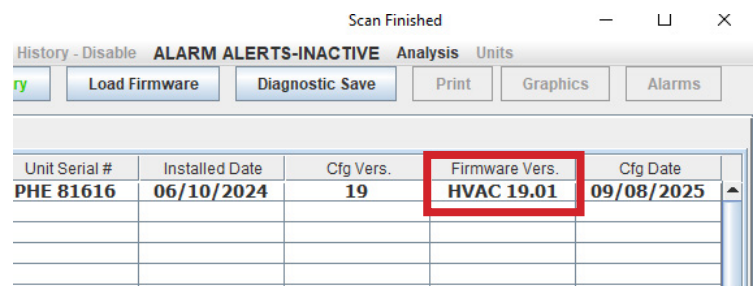 Scan Finished
History - Disable ALARM ALERTS-INACTIVE Analysis Units
ry Load Firmware Diagnostic Save Print Graphics Alarms
Unit Serial # Installed Date Cfg Vers. Firmware Vers. Cfg Date
PHE 81616 06/10/2024 19 HVAC 19.01 09/08/2025